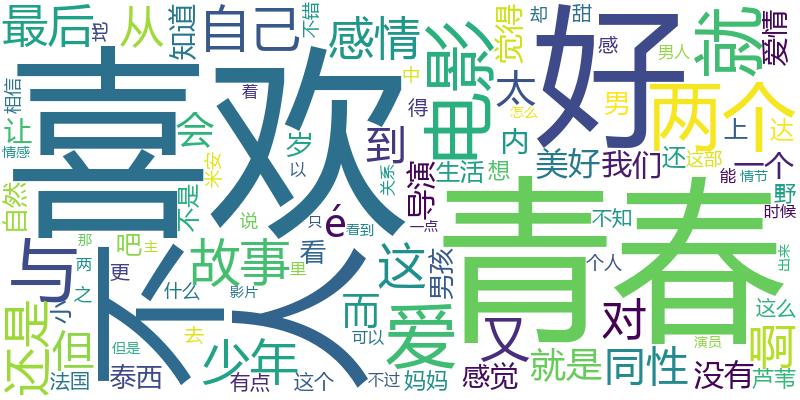 最后
地
从
知道
自己
不错
感情
电影
觉得
却
甜
好
感
男人
就
爱情
相信
喜欢
着
中
得
太
怎么
男
两个
达
让
会
岁
到
内
上
情感
米安
以
关系
生活
想
美好
我们
还
这部
一个
自然
不是
导演
能
情节
野
时候
说
é
只
看到
一点
青春
不知
与
那
吧
主
不
人
故事
里
看
这
男孩
个人
出来
两
之
更
小
什么
影片
而
爱
又
对
这么
还是
但
去
可以
就是
同性
演员
啊
但是
法国
泰西
少年
有点
这个
不过
妈妈
感觉
没有
芦苇